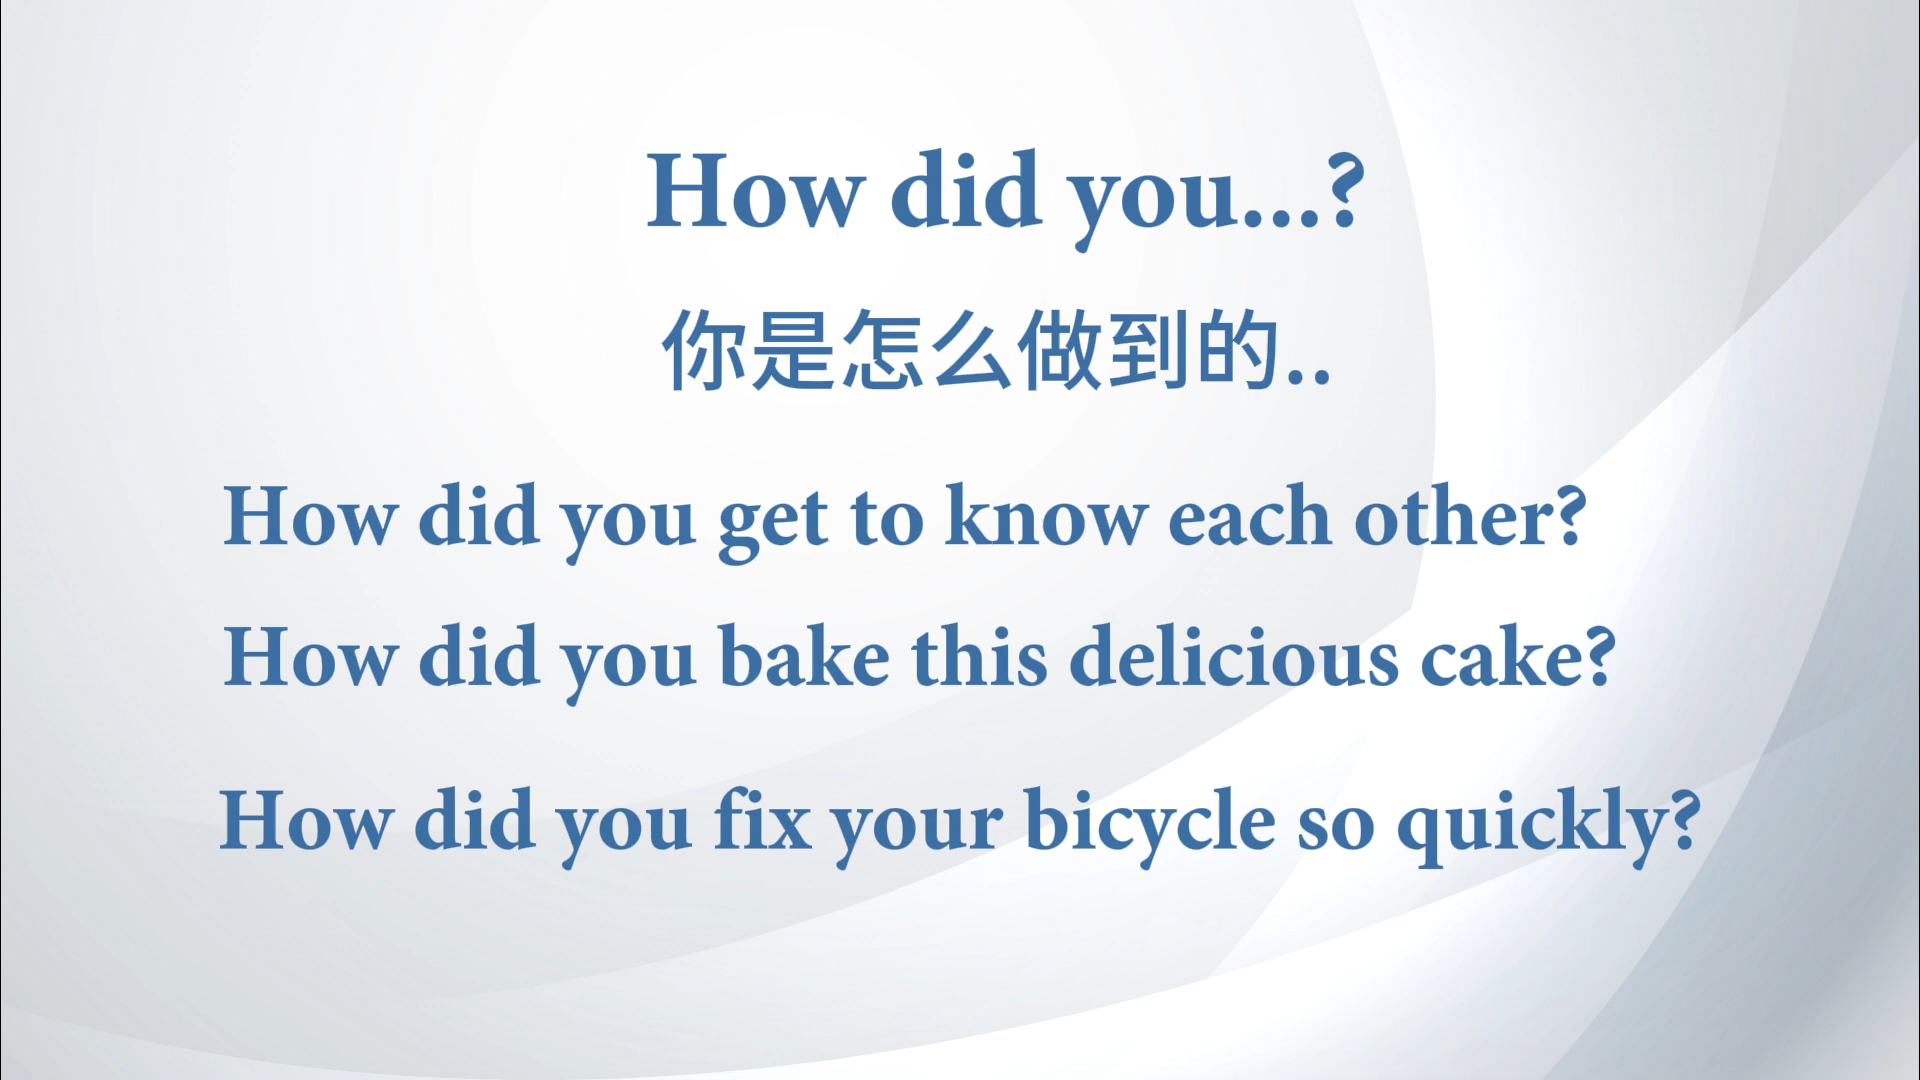 How did you...?
你是怎么做到的..
How did you get to know each other?
How did you bake this delicious cake?
How did you fix your bicycle so quickly?